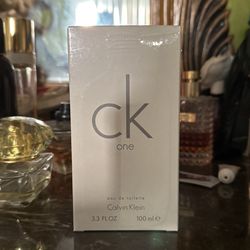 ck
one
eau de toilette
Calvin Klein
3.3 FL.OZ. 100 ml ℮